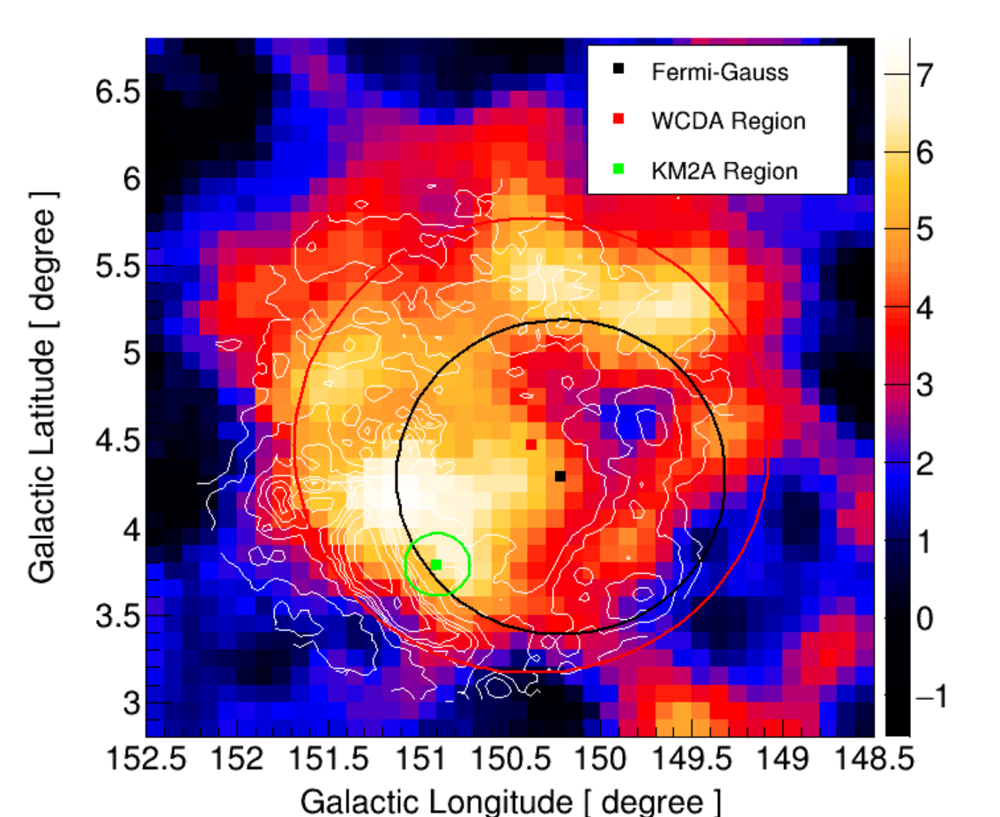 Fermi-Gauss
WCDA Region
KM2A Region
6.5
6
5.5
5
4.5
4
3.5
3
Galactic Latitude [ degree ]
7
6
5
4
3
2
1
0
−1
152.5 152 151.5 151 150.5 150 149.5 149 148.5
Galactic Longitude [ degree ]